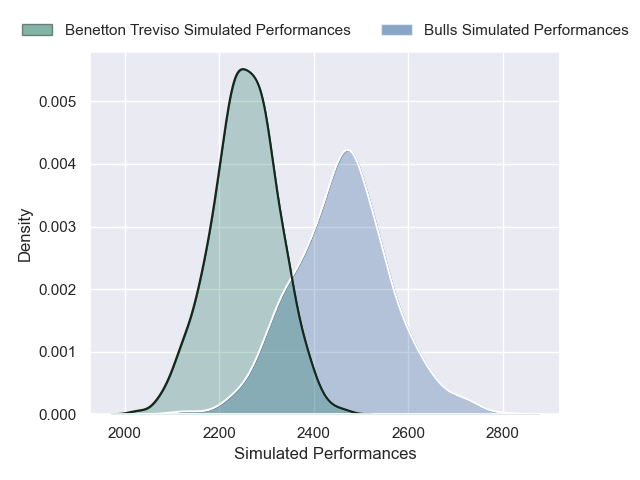 Benetton Treviso Simulated Performances Bulls Simulated Performances
0.005
0.004
0.003
0.002
0.001
0.000
Density
2000 2200 2400 2600 2800
Simulated Performances